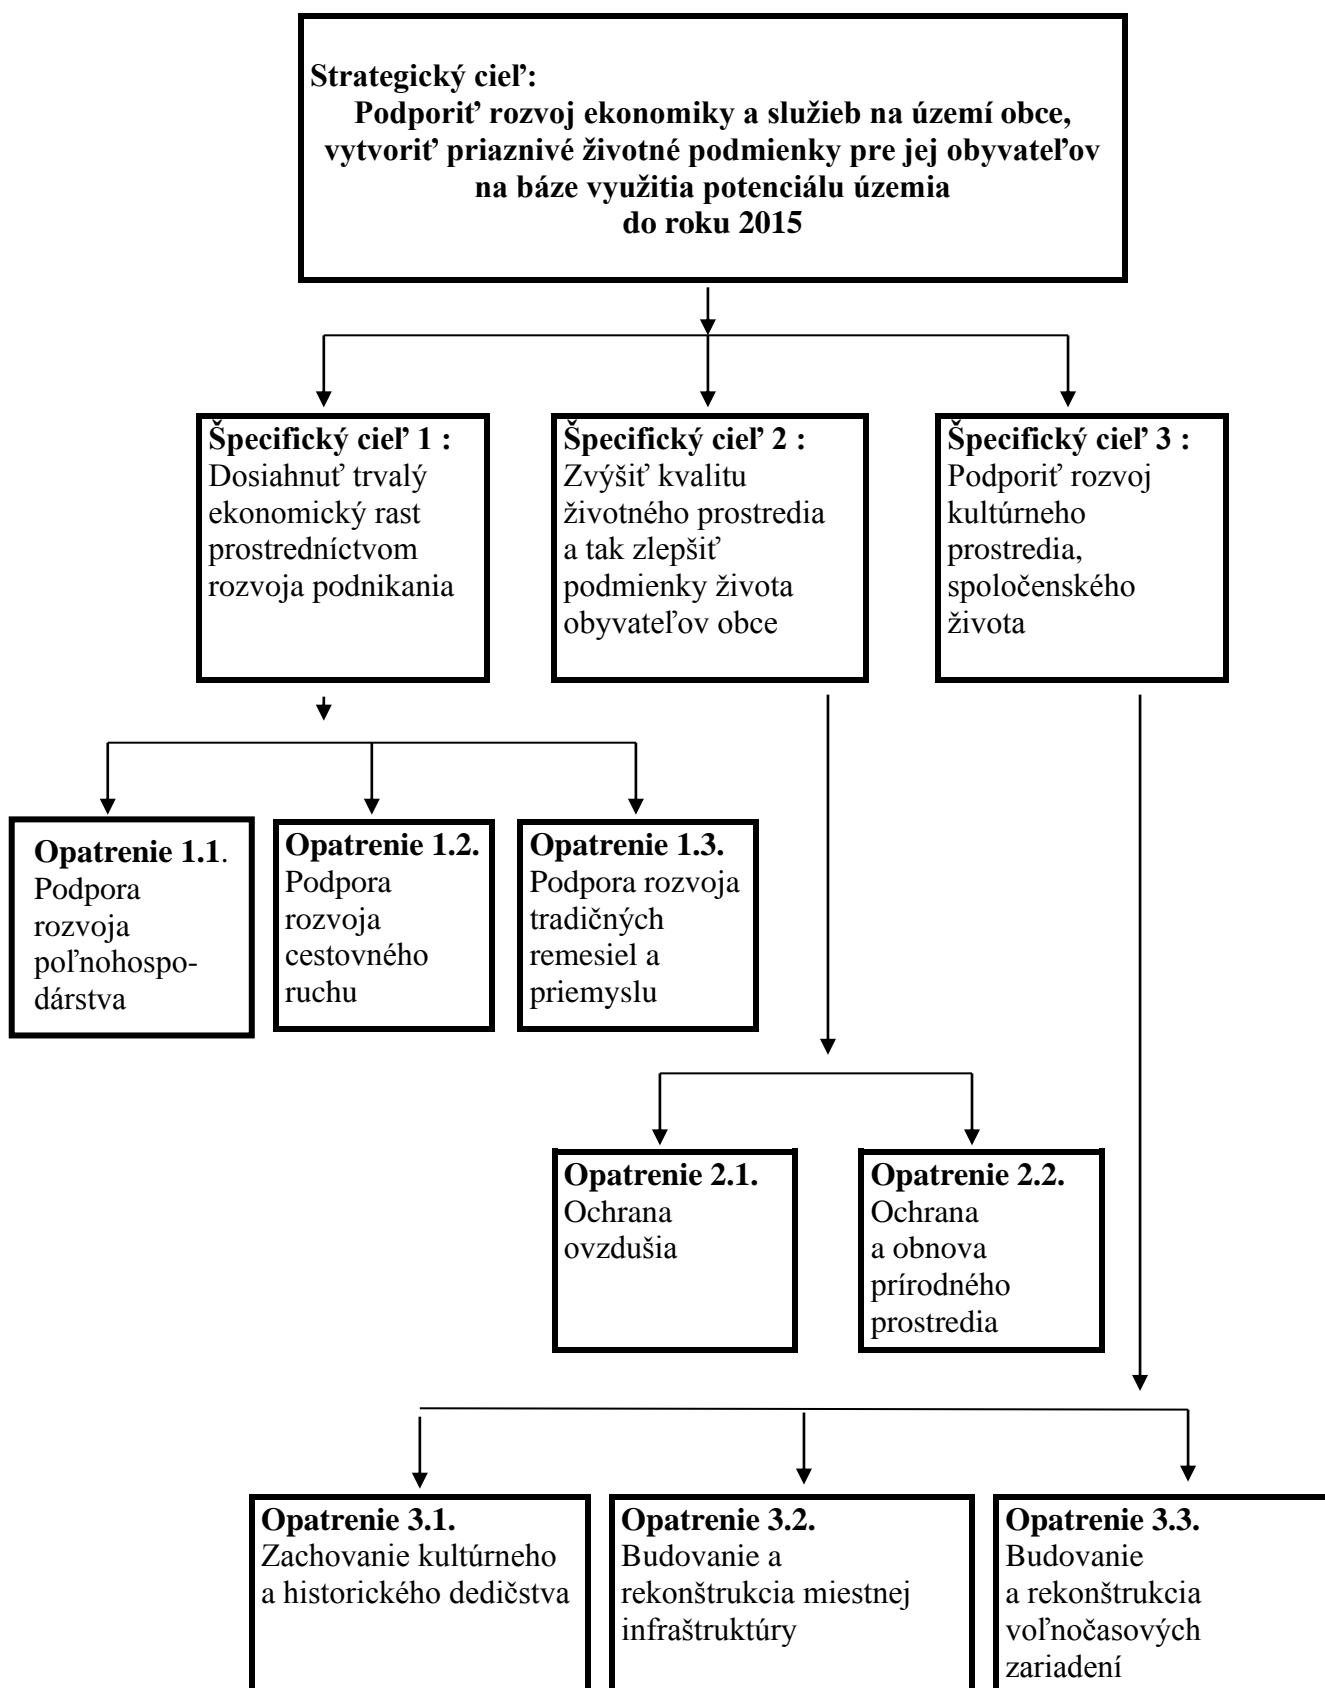 Strategický cieľ:
Podporiť rozvoj ekonomiky a služieb na území obce,
vytvoriť priaznivé životné podmienky pre jej obyvateľov
na báze využitia potenciálu územia
do roku 2015
Špecifický cieľ 1 :
Dosiahnuť trvalý
ekonomický rast
prostredníctvom
rozvoja podnikania
Špecifický cieľ 2 :
Zvýšiť kvalitu
životného prostredia
a tak zlepšiť
podmienky života
obyvateľov obce
Špecifický cieľ 3 :
Podporiť rozvoj
kultúrneho
prostredia,
spoločenského
života
Opatrenie 1.1.
Podpora
rozvoja
poľnohospo-
dárstva
Opatrenie 1.2.
Podpora
rozvoja
cestovného
ruchu
Opatrenie 1.3.
Podpora rozvoja
tradičných
remesiel a
priemyslu
Opatrenie 2.1.
Ochrana
ovzdušia
Opatrenie 2.2.
Ochrana
a obnova
prírodného
prostredia
Opatrenie 3.1.
Zachovanie kultúrneho
a historického dedičstva
Opatrenie 3.2.
Budovanie a
rekonštrukcia miestnej
infraštruktúry
Opatrenie 3.3.
Budovanie
a rekonštrukcia
voľnočasových
zariadení